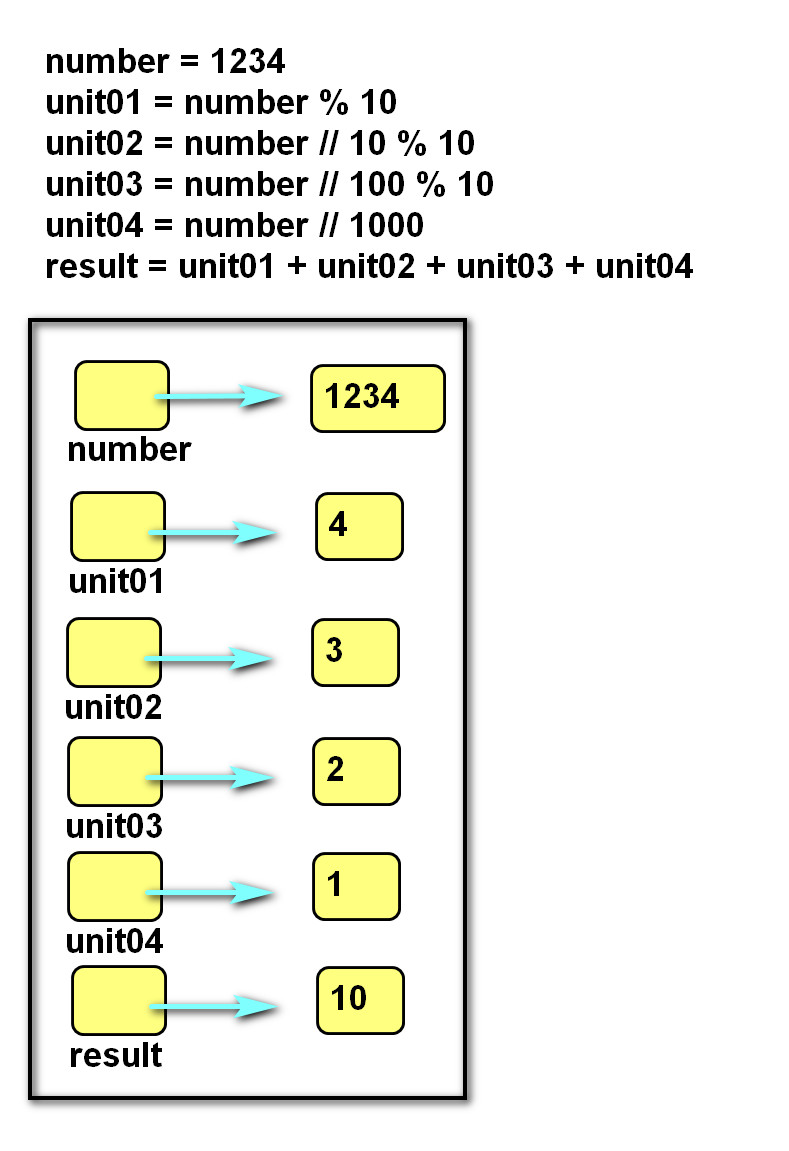 number = 1234
unit01 = number % 10
unit02 = number // 10 % 10
unit03 = number // 100 % 10
unit04 = number // 1000
result = unit01 + unit02 + unit03 + unit04
1234
number
4
unit01
3
unit02
2
unit03
1
unit04
10
result